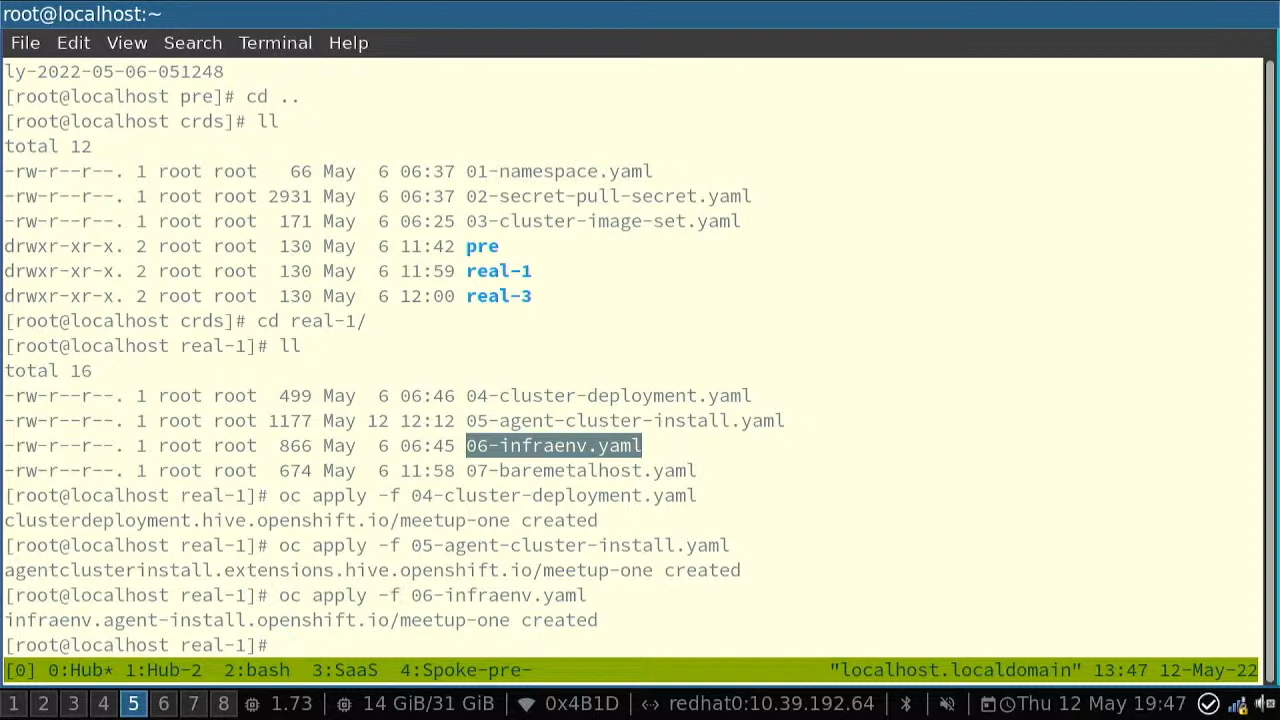 root@localhost:~
File Edit View Search Terminal Help
ly-2022-05-06-051248
[root@localhost pre]# cd ..
[root@localhost crds]# ll
total 12
-rw-r--r--. 1 root root   66 May  6 06:37 01-namespace.yaml
-rw-r--r--. 1 root root 2931 May  6 06:37 02-secret-pull-secret.yaml
-rw-r--r--. 1 root root  171 May  6 06:25 03-cluster-image-set.yaml
drwxr-xr-x. 2 root root  130 May  6 11:42 pre
drwxr-xr-x. 2 root root  130 May  6 11:59 real-1
drwxr-xr-x. 2 root root  130 May  6 12:00 real-3
[root@localhost crds]# cd real-1/
[root@localhost real-1]# ll
total 16
-rw-r--r--. 1 root root  499 May  6 06:46 04-cluster-deployment.yaml
-rw-r--r--. 1 root root 1177 May 12 12:12 05-agent-cluster-install.yaml
-rw-r--r--. 1 root root  866 May  6 06:45 06-infraenv.yaml
-rw-r--r--. 1 root root  674 May  6 11:58 07-baremetalhost.yaml
[root@localhost real-1]# oc apply -f 04-cluster-deployment.yaml
clusterdeployment.hive.openshift.io/meetup-one created
[root@localhost real-1]# oc apply -f 05-agent-cluster-install.yaml
agentclusterinstall.extensions.hive.openshift.io/meetup-one created
[root@localhost real-1]# oc apply -f 06-infraenv.yaml
infraenv.agent-install.openshift.io/meetup-one created
[root@localhost real-1]#
[0] 0:Hub* 1:Hub-2  2:bash  3:SaaS  4:Spoke-pre- "localhost.localdomain" 13:47 12-May-22
1 2 3 4 5 6 7 8 1.73 14 GiB/31 GiB 0x4B1D redhat0:10.39.192.64 Thu 12 May 19:47